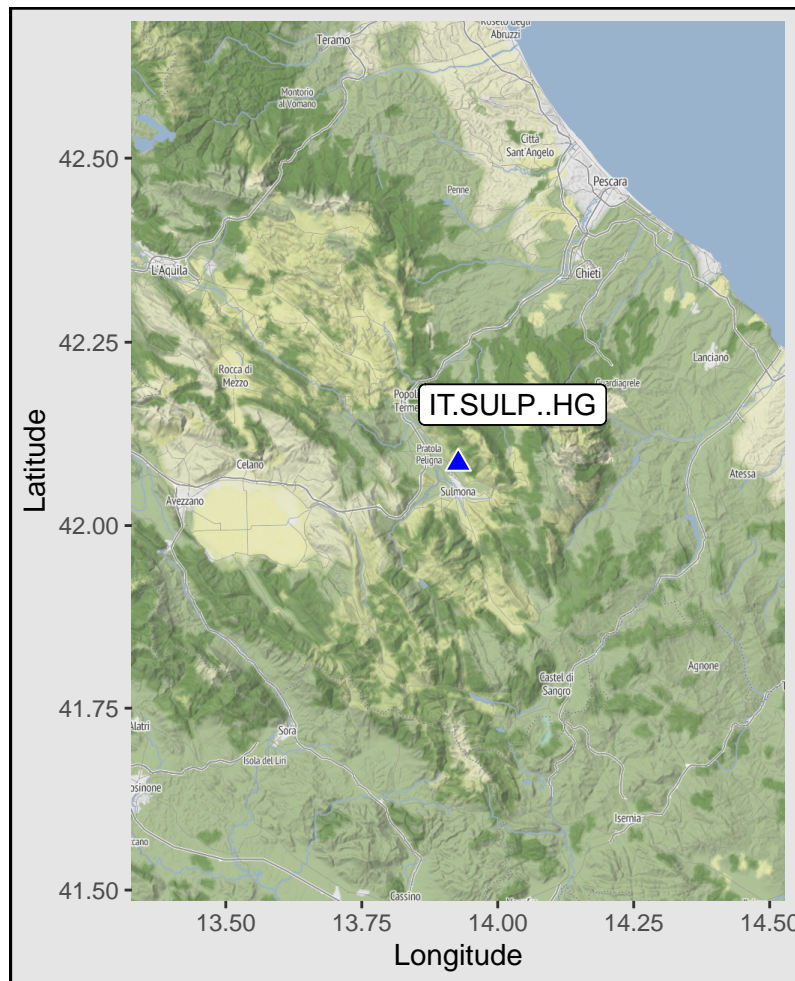 Roseto degli
Abruzzi
Teramo
Montorio
al Vomano
42.50
Città
Sant'Angelo
Pescara
Penne
L'Aquila
Chieti
42.25
Lanciano
Rocca di
Mezzo
Popoli
Terme
IT.SULP..HG
Guardiagrele
Pratola
Peligna
Celano
Atessa
Sulmona
Avezzano
42.00
Latitude
Agnone
Castel di
Sangro
41.75
Alatri
Sora
Isola del Liri
osinone
Isernia
ccano
41.50
Cassino
13.50
13.75
14.00
14.25
14.50
Longitude